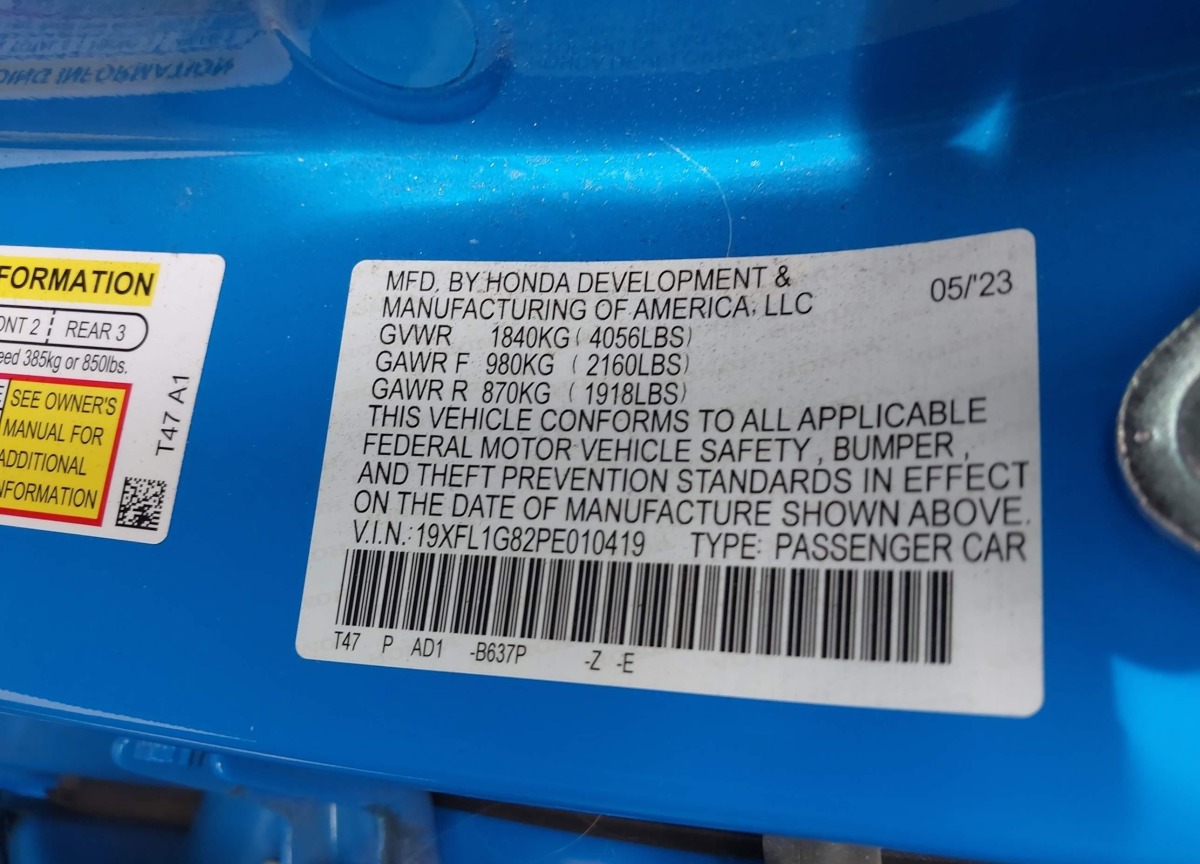 FORMATION
ONT 2 REAR 3
eed 385kg or 850lbs.
SEE OWNER'S
MANUAL FOR
ADDITIONAL
NFORMATION
T47 A1
MFD. BY HONDA DEVELOPMENT &
MANUFACTURING OF AMERICA, LLC
05/'23
GVWR 1840KG ( 4056LBS)
GAWR F 980KG ( 2160LBS)
GAWR R 870KG ( 1918LBS)
THIS VEHICLE CONFORMS TO ALL APPLICABLE
FEDERAL MOTOR VEHICLE SAFETY , BUMPER ,
AND THEFT PREVENTION STANDARDS IN EFFECT
ON THE DATE OF MANUFACTURE SHOWN ABOVE.
V.I.N.: 19XFL1G82PE010419 TYPE: PASSENGER CAR
T47 P AD1 -B637P -Z -E